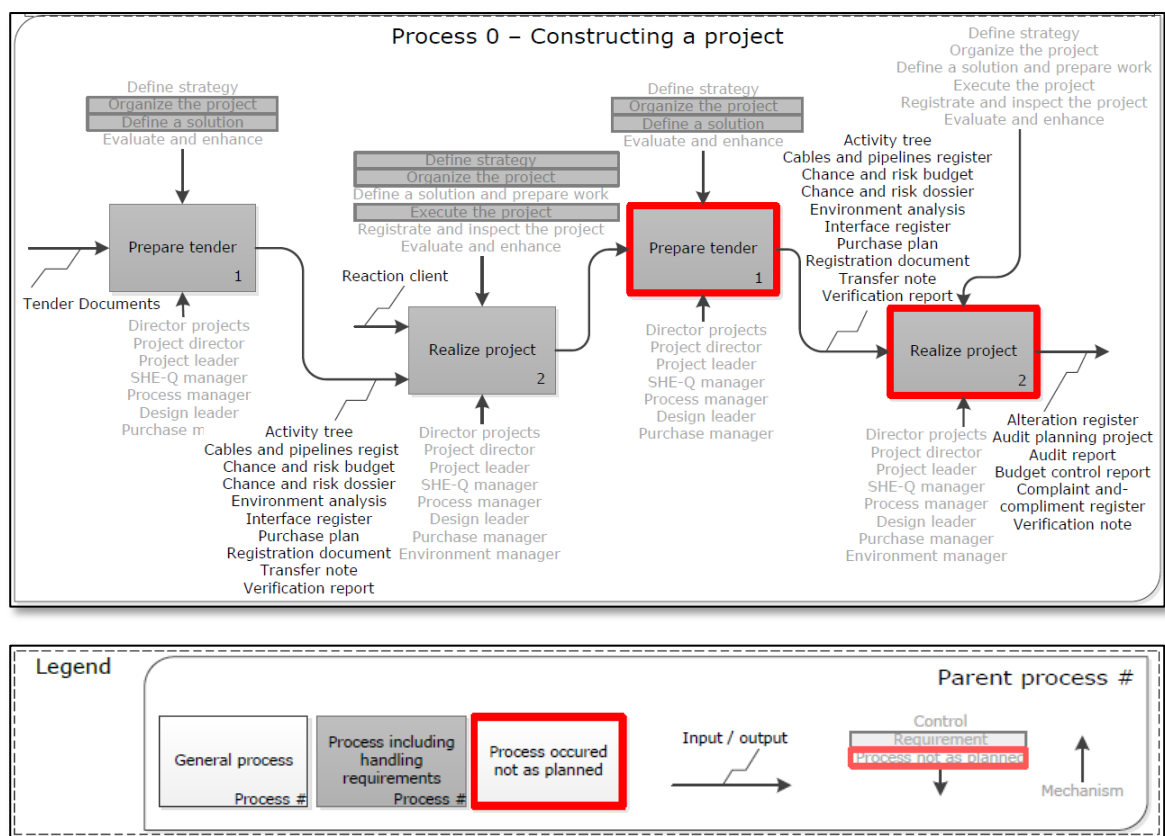 Process 0 – Constructing a project
Define strategy
Organize the project
Define a solution
Evaluate and enhance
Prepare tender
1
Tender Documents
Director projects
Project director
Project leader
SHE-Q manager
Process manager
Design leader
Purchase m
Define strategy
Organize the project
Define a solution and prepare work
Execute the project
Registrate and inspect the project
Evaluate and enhance
Reaction client
Realize project
2
Activity tree
Cables and pipelines regist
Chance and risk budget
Chance and risk dossier
Environment analysis
Interface register
Purchase plan
Registration document
Transfer note
Verification report
Director projects
Project director
Project leader
SHE-Q manager
Process manager
Design leader
Purchase manager
Environment manager
Define strategy
Organize the project
Define a solution
Evaluate and enhance
Prepare tender
1
Director projects
Project director
Project leader
SHE-Q manager
Process manager
Design leader
Purchase manager
Activity tree
Cables and pipelines register
Chance and risk budget
Chance and risk dossier
Environment analysis
Interface register
Purchase plan
Registration document
Transfer note
Verification report
Define strategy
Organize the project
Define a solution and prepare work
Execute the project
Registrate and inspect the project
Evaluate and enhance
Realize project
2
Director projects
Project director
Project leader
SHE-Q manager
Process manager
Design leader
Purchase manager
Environment manager
Alteration register
Audit planning project
Audit report
Budget control report
Complaint and-
compliment register
Verification note
Legend
Parent process #
General process
Process #
Process including
handling
requirements
Process #
Process occured
not as planned
Input / output
Control
Requirement
Process not as planned
Mechanism